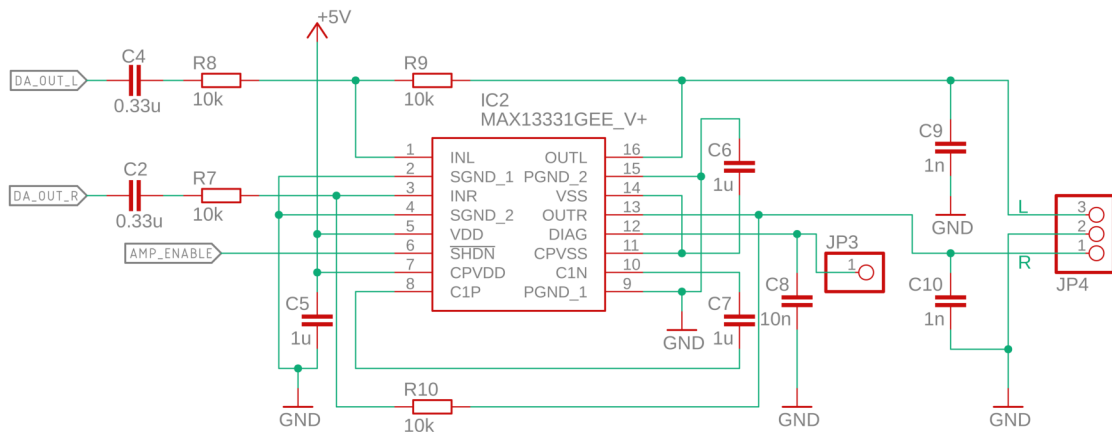 +5V
C4
R8
R9
DA_OUT_L
0.33u
10k
10k
IC2
MAX13331GEE_V+
1
INL
OUTL
16
2
SGND_1
PGND_2
15
3
INR
VSS
14
4
SGND_2
OUTR
13
5
VDD
DIAG
12
6
SHDN
CPVSS
11
7
CPVDD
C1N
10
8
C1P
PGND_1
9
C2
R7
DA_OUT_R
0.33u
10k
AMP_ENABLE
C5
1u
GND
R10
10k
C6
1u
GND
C7
1u
C8
10n
GND
JP3
1
C9
1n
GND
C10
1n
GND
L
R
3
2
1
JP4